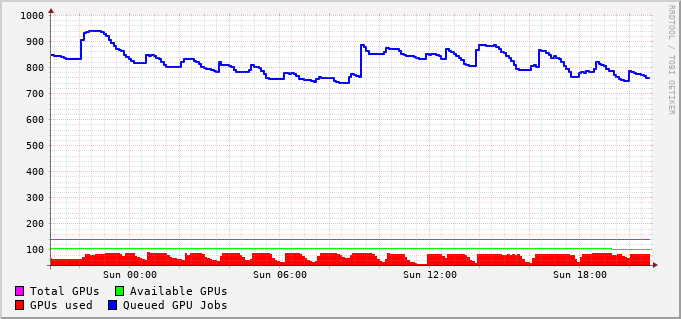 1000
900
800
700
600
500
400
300
200
100
Sun 00:00 Sun 06:00 Sun 12:00 Sun 18:00
Total GPUs Available GPUs
GPUs used Queued GPU Jobs
RRDTOOL / TOBI OETIKER